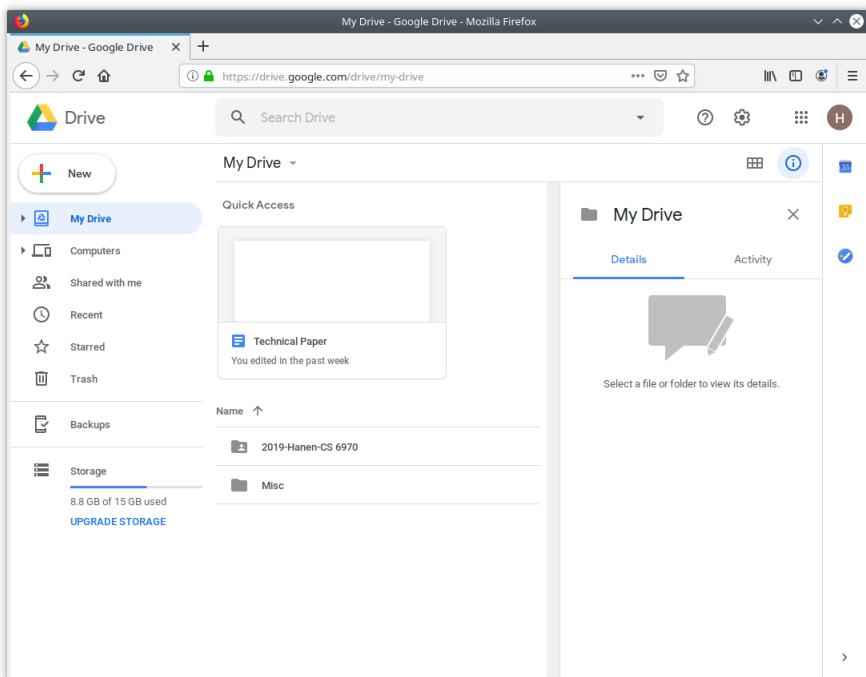 My Drive - Google Drive - Mozilla Firefox
My Drive - Google Drive
https://drive.google.com/drive/my-drive
Drive
Search Drive
H
New
My Drive
31
Quick Access
My Drive
My Drive
Computers
Details
Activity
Shared with me
Recent
Technical Paper
Starred
You edited in the past week
Trash
Select a file or folder to view its details.
Name
Backups
2019-Hanen-CS 6970
Storage
Misc
8.8 GB of 15 GB used
UPGRADE STORAGE